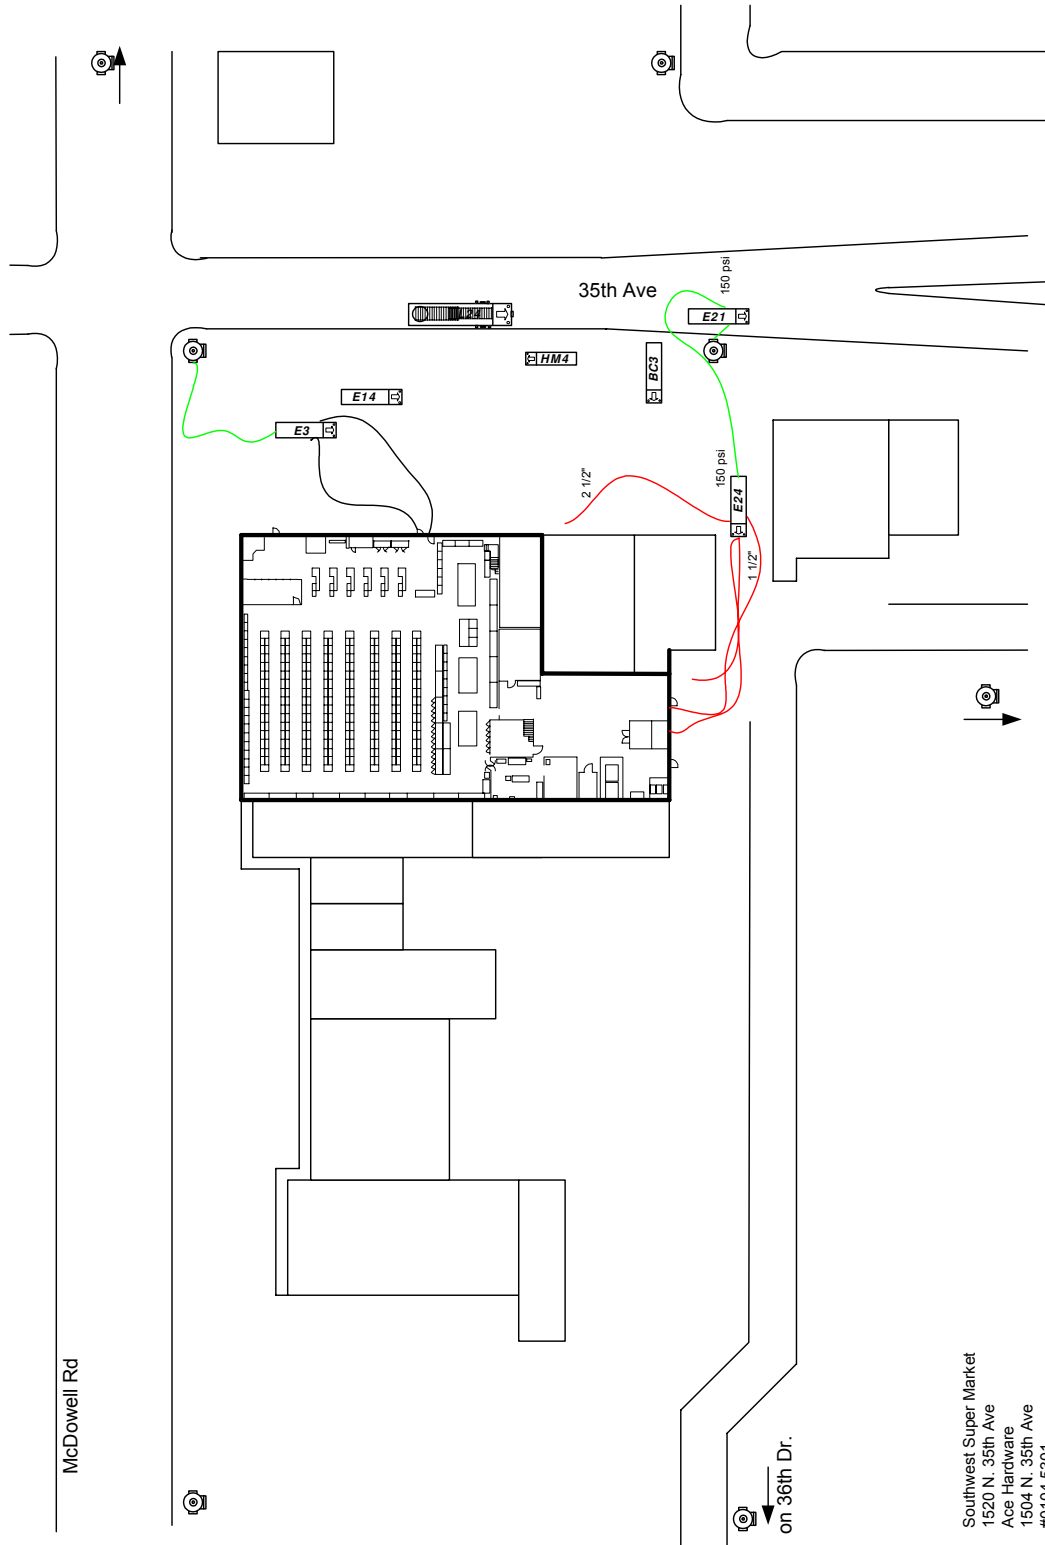 35th Ave
150 psi
E21
24
HM4
BC3
E14
E3
150 psi
E24
2 1/2"
1 1/2"
McDowell Rd
on 36th Dr.
Southwest Super Market
1520 N. 35th Ave
Ace Hardware
1504 N. 35th Ave